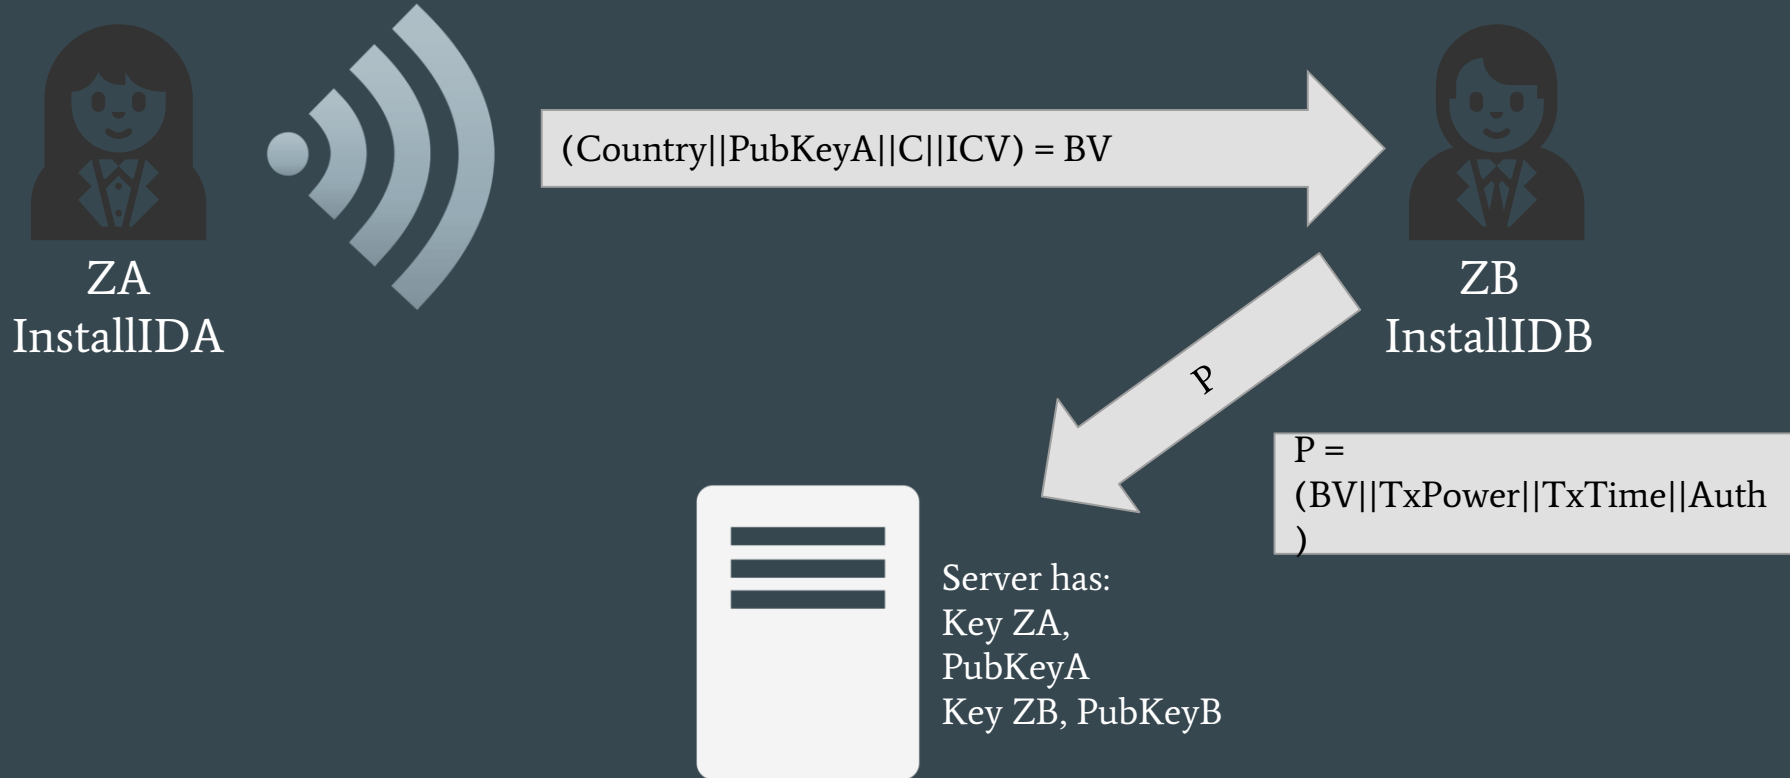 (Country||PubKeyA||C||ICV) = BV
ZA
InstallIDA
ZB
InstallIDB
P
P =
(BV||TxPower||TxTime||Auth
)
Server has:
Key ZA,
PubKeyA
Key ZB, PubKeyB